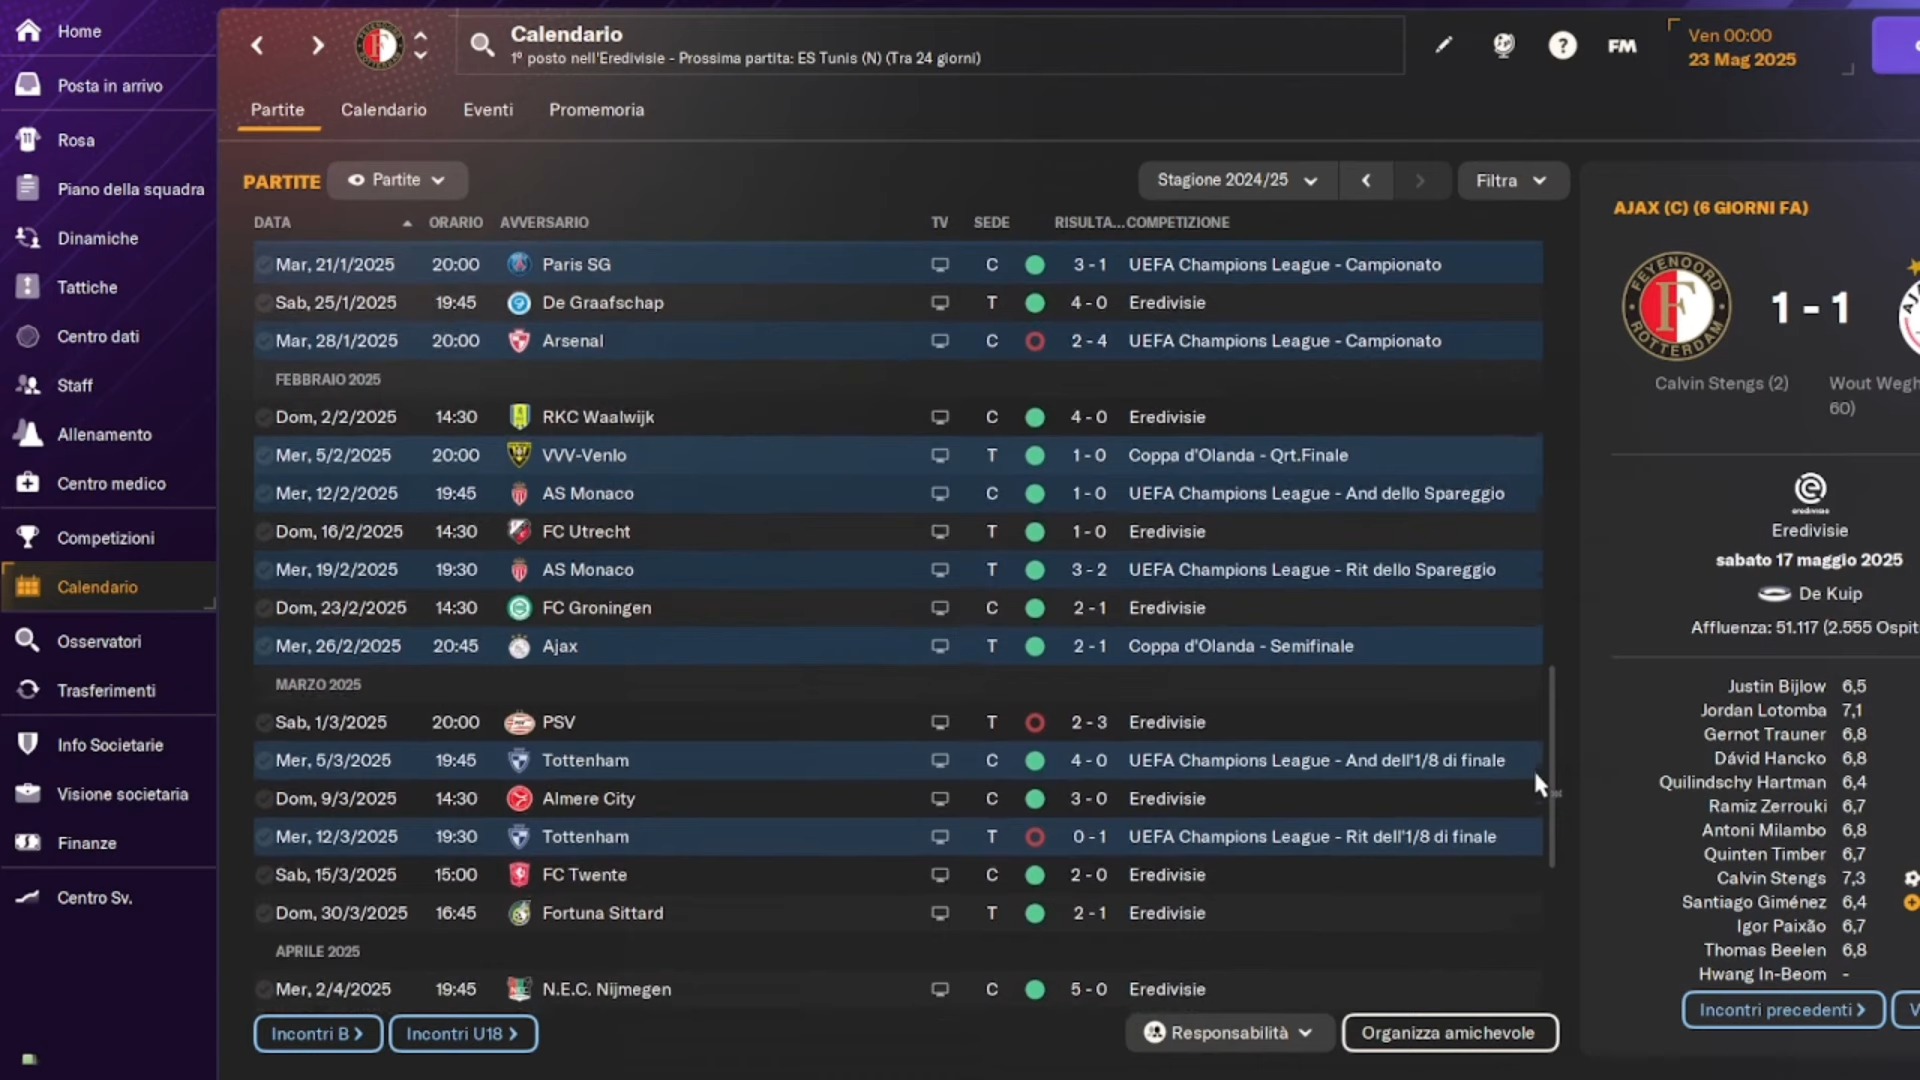 Home
Posta in arrivo
Rosa
Piano della squadra
Dinamiche
Tattiche
Centro dati
Staff
Allenamento
Centro medico
Competizioni
Calendario
Osservatori
Trasferimenti
Info Societarie
Visione societaria
Finanze
Centro Sv.
Calendario
1º posto nell'Eredivisie - Prossima partita: ES Tunis (N) (Tra 24 giorni)
FM
Ven 00:00
23 Mag 2025
Partite Calendario Eventi Promemoria
PARTITE Partite Stagione 2024/25 Filtra
DATA ORARIO AVVERSARIO TV SEDE RISULTA... COMPETIZIONE
Mar, 21/1/2025 20:00 Paris SG C 3 - 1 UEFA Champions League - Campionato
Sab, 25/1/2025 19:45 De Graafschap T 4 - 0 Eredivisie
Mar, 28/1/2025 20:00 Arsenal C 2 - 4 UEFA Champions League - Campionato
FEBBRAIO 2025
Dom, 2/2/2025 14:30 RKC Waalwijk C 4 - 0 Eredivisie
Mer, 5/2/2025 20:00 VVV-Venlo T 1 - 0 Coppa d'Olanda - Qrt.Finale
Mer, 12/2/2025 19:45 AS Monaco C 1 - 0 UEFA Champions League - And dello Spareggio
Dom, 16/2/2025 14:30 FC Utrecht T 1 - 0 Eredivisie
Mer, 19/2/2025 19:30 AS Monaco T 3 - 2 UEFA Champions League - Rit dello Spareggio
Dom, 23/2/2025 14:30 FC Groningen C 2 - 1 Eredivisie
Mer, 26/2/2025 20:45 Ajax T 2 - 1 Coppa d'Olanda - Semifinale
MARZO 2025
Sab, 1/3/2025 20:00 PSV T 2 - 3 Eredivisie
Mer, 5/3/2025 19:45 Tottenham C 4 - 0 UEFA Champions League - And dell'1/8 di finale
Dom, 9/3/2025 14:30 Almere City C 3 - 0 Eredivisie
Mer, 12/3/2025 19:30 Tottenham T 0 - 1 UEFA Champions League - Rit dell'1/8 di finale
Sab, 15/3/2025 15:00 FC Twente C 2 - 0 Eredivisie
Dom, 30/3/2025 16:45 Fortuna Sittard T 2 - 1 Eredivisie
APRILE 2025
Mer, 2/4/2025 19:45 N.E.C. Nijmegen C 5 - 0 Eredivisie
Incontri B Incontri U18 Responsabilità Organizza amichevole
AJAX (C) (6 GIORNI FA)
FEYENOORD
ROTTERDAM
1 - 1
Calvin Stengs (2) Wout Wegh
60)
eredivisie
Eredivisie
sabato 17 maggio 2025
De Kuip
Affluenza: 51.117 (2.555 Ospit
Justin Bijlow 6,5
Jordan Lotomba 7,1
Gernot Trauner 6,8
Dávid Hancko 6,8
Quilindschy Hartman 6,4
Ramiz Zerrouki 6,7
Antoni Milambo 6,8
Quinten Timber 6,7
Calvin Stengs 7,3
Santiago Giménez 6,4
Igor Paixão 6,7
Thomas Beelen 6,8
Hwang In-Beom -
Incontri precedenti V